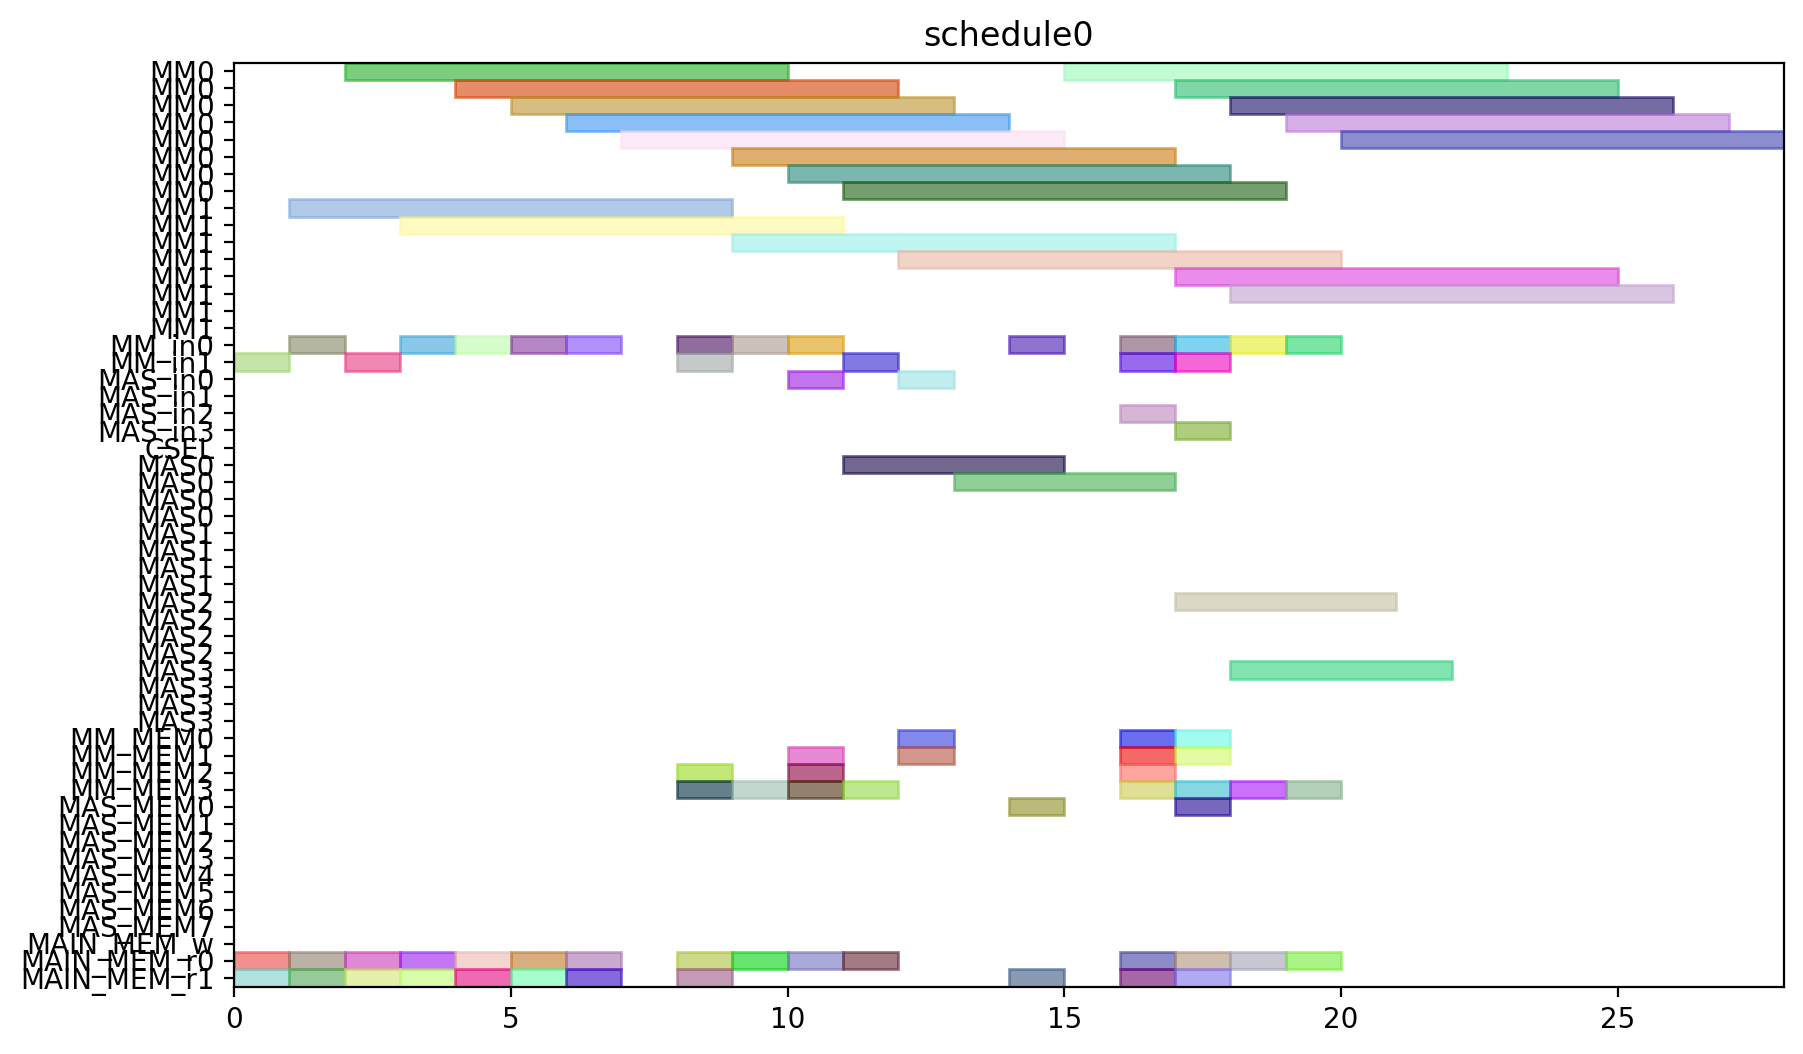 schedule0
MM0
MM0
MM0
MM0
MM0
MM0
MM0
MM0
MM1
MM1
MM1
MM1
MM1
MM1
MM1
MM1
MM_in0
MM_in1
MAS_in0
MAS_in1
MAS_in2
MAS_in3
CSEL
MAS0
MAS0
MAS0
MAS0
MAS1
MAS1
MAS1
MAS1
MAS2
MAS2
MAS2
MAS2
MAS3
MAS3
MAS3
MAS3
MM_MEM0
MM_MEM1
MM_MEM2
MM_MEM3
MAS_MEM0
MAS_MEM1
MAS_MEM2
MAS_MEM3
MAS_MEM4
MAS_MEM5
MAS_MEM6
MAS_MEM7
MAIN_MEM_w
MAIN_MEM_r0
MAIN_MEM_r1
0 5 10 15 20 25